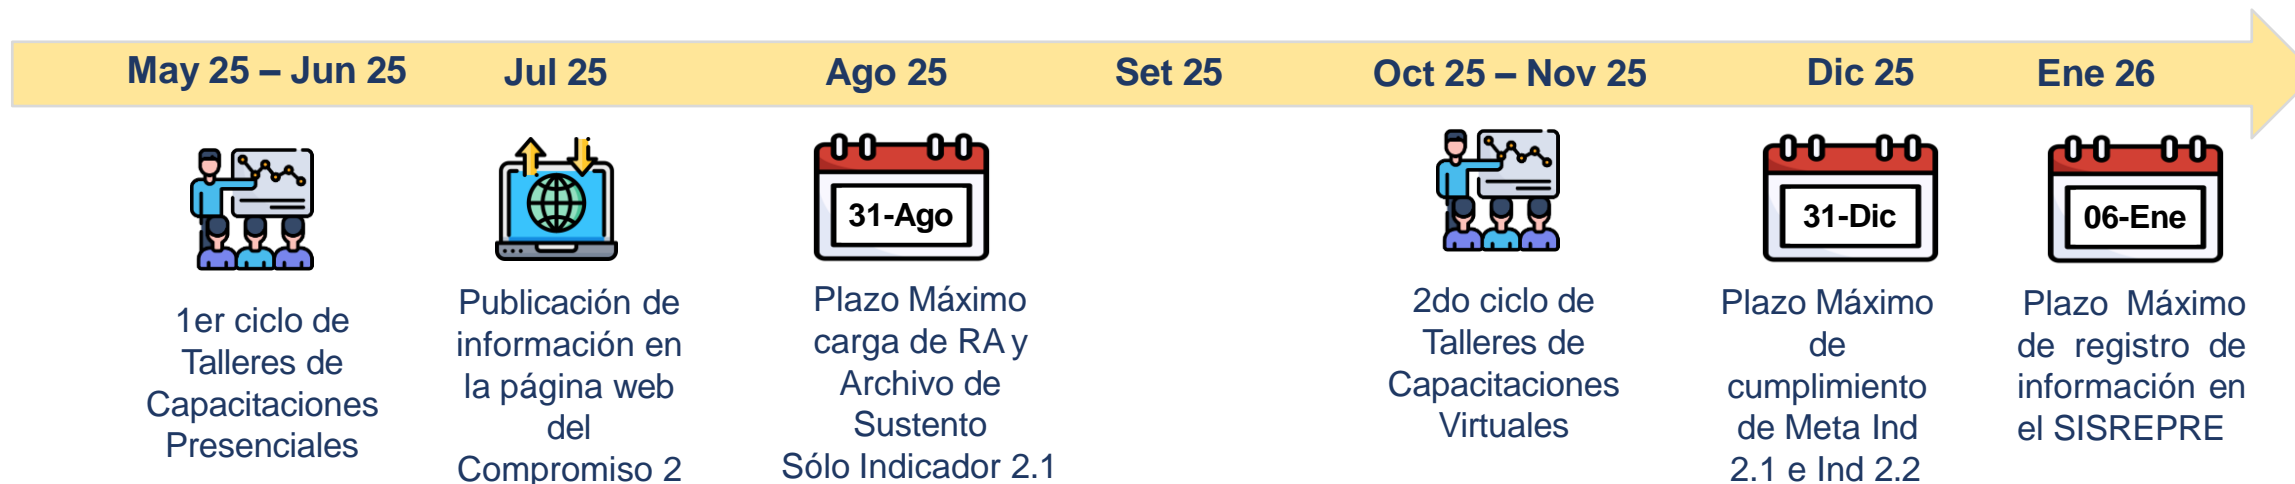 May 25 – Jun 25
Jul 25
Ago 25
Set 25
Oct 25 – Nov 25
Dic 25
Ene 26
1er ciclo de
Talleres de
Capacitaciones
Presenciales
Publicación de
información en
la página web
del
Compromiso 2
31-Ago
Plazo Máximo
carga de RA y
Archivo de
Sustento
Sólo Indicador 2.1
2do ciclo de
Talleres de
Capacitaciones
Virtuales
31-Dic
Plazo Máximo
de
cumplimiento
de Meta Ind
2.1 e Ind 2.2
06-Ene
Plazo Máximo
de registro de
información en
el SISREPRE